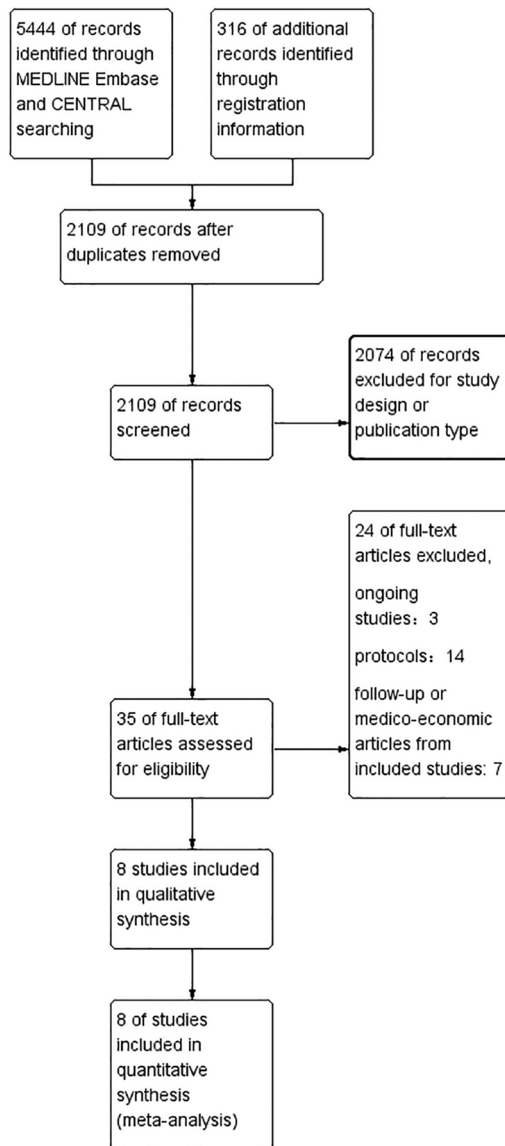 5444 of records
identified through
MEDLINE Embase
and CENTRAL
searching
316 of additional
records identified
through
registration
information
2109 of records after
duplicates removed
2109 of records
screened
2074 of records
excluded for study
design or
publication type
35 of full-text
articles assessed
for eligibility
24 of full-text
articles excluded,
ongoing
studies：3
protocols：14
follow-up or
medico-economic
articles from
included studies: 7
8 studies included
in qualitative
synthesis
8 of studies
included in
quantitative
synthesis
(meta-analysis)